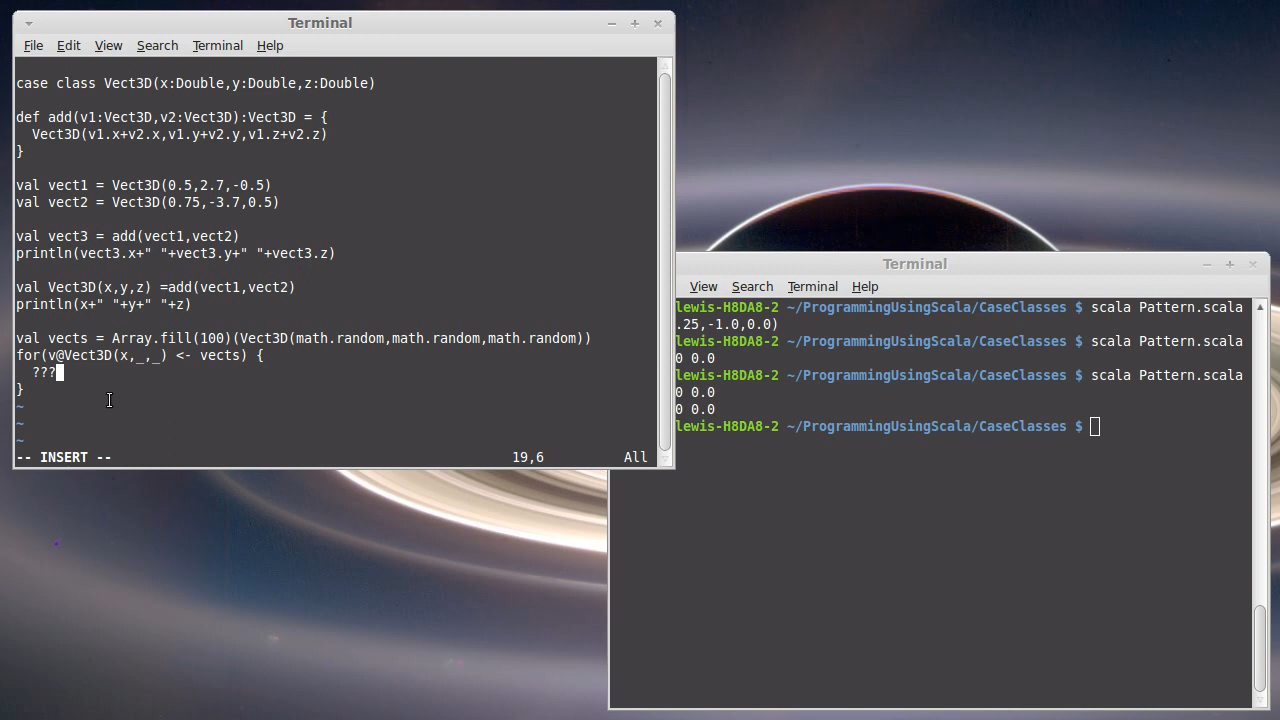 Terminal
File Edit View Search Terminal Help
case class Vect3D(x:Double,y:Double,z:Double)
def add(v1:Vect3D,v2:Vect3D):Vect3D = {
  Vect3D(v1.x+v2.x,v1.y+v2.y,v1.z+v2.z)
}
val vect1 = Vect3D(0.5,2.7,-0.5)
val vect2 = Vect3D(0.75,-3.7,0.5)
val vect3 = add(vect1,vect2)
println(vect3.x+" "+vect3.y+" "+vect3.z)
val Vect3D(x,y,z) =add(vect1,vect2)
println(x+" "+y+" "+z)
val vects = Array.fill(100)(Vect3D(math.random,math.random,math.random))
for(v@Vect3D(x,_,_) <- vects) {
  ???
}
~
~
~
-- INSERT -- 19,6 All
Terminal
View Search Terminal Help
lewis-H8DA8-2 ~/ProgrammingUsingScala/CaseClasses $ scala Pattern.scala
.25,-1.0,0.0)
lewis-H8DA8-2 ~/ProgrammingUsingScala/CaseClasses $ scala Pattern.scala
0 0.0
lewis-H8DA8-2 ~/ProgrammingUsingScala/CaseClasses $ scala Pattern.scala
0 0.0
0 0.0
lewis-H8DA8-2 ~/ProgrammingUsingScala/CaseClasses $